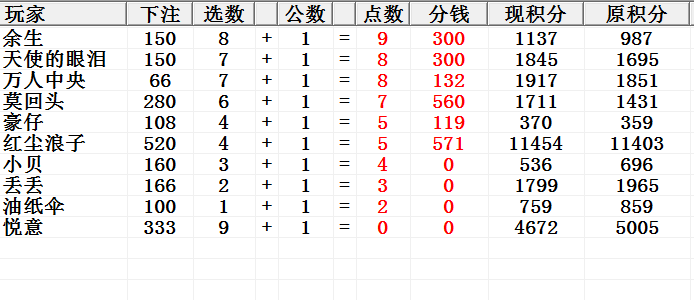 玩家 下注 选数 公数 点数 分钱 现积分 原积分
余生 150 8 + 1 = 9 300 1137 987
天使的眼泪 150 7 + 1 = 8 300 1845 1695
万人中央 66 7 + 1 = 8 132 1917 1851
莫回头 280 6 + 1 = 7 560 1711 1431
豪仔 108 4 + 1 = 5 119 370 359
红尘浪子 520 4 + 1 = 5 571 11454 11403
小贝 160 3 + 1 = 4 0 536 696
丢丢 166 2 + 1 = 3 0 1799 1965
油纸伞 100 1 + 1 = 2 0 759 859
悦意 333 9 + 1 = 0 0 4672 5005